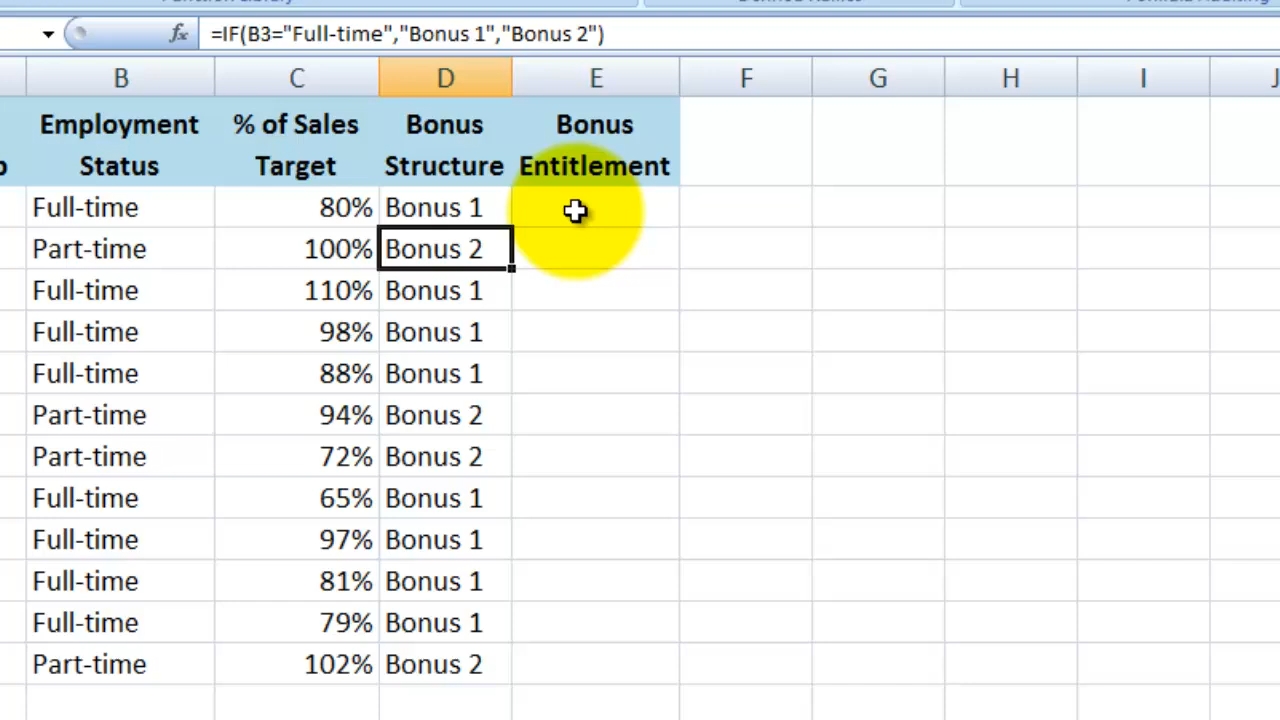 =IF(B3="Full-time","Bonus 1","Bonus 2")
B C D E F G H I J
Employment % of Sales Bonus Bonus
Status Target Structure Entitlement
Full-time 80% Bonus 1
Part-time 100% Bonus 2
Full-time 110% Bonus 1
Full-time 98% Bonus 1
Full-time 88% Bonus 1
Part-time 94% Bonus 2
Part-time 72% Bonus 2
Full-time 65% Bonus 1
Full-time 97% Bonus 1
Full-time 81% Bonus 1
Full-time 79% Bonus 1
Part-time 102% Bonus 2